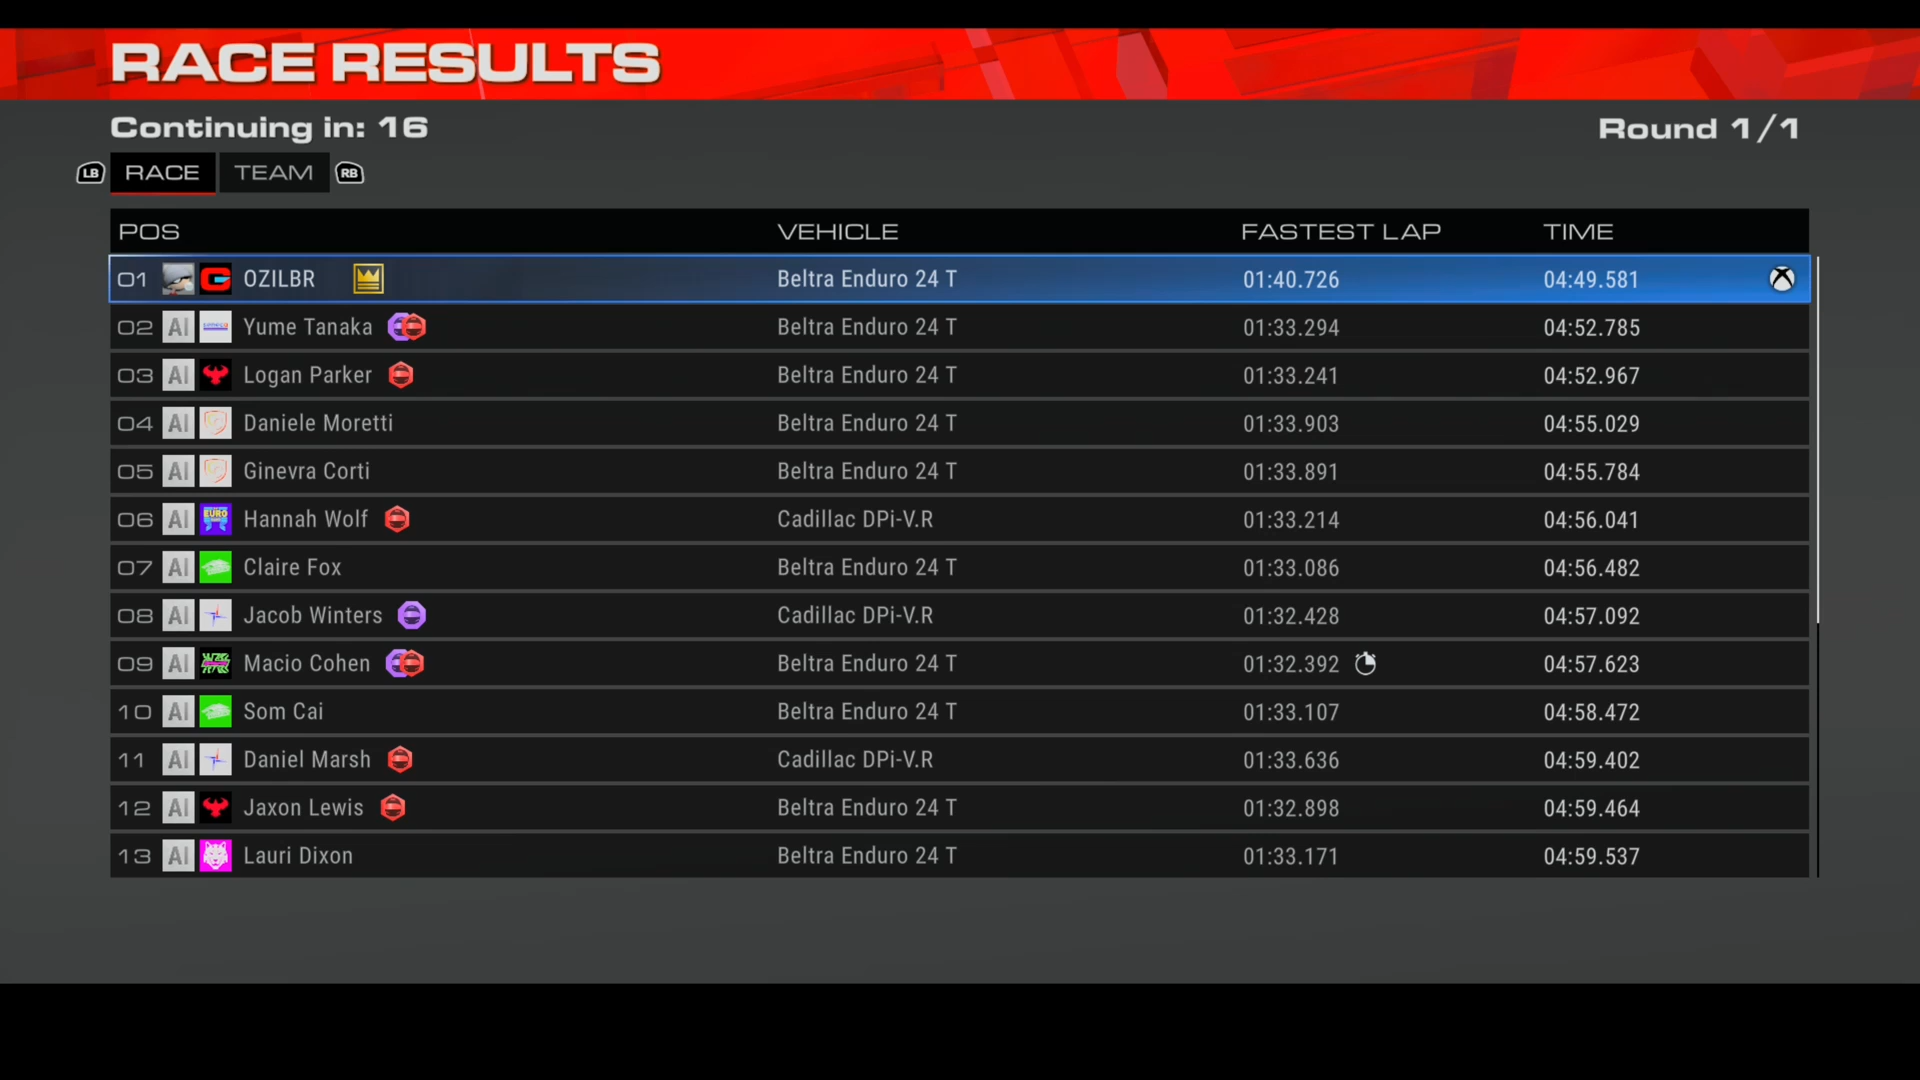 RACE RESULTS
Continuing in: 16
Round 1/1
LB RACE TEAM RB
POS VEHICLE FASTEST LAP TIME
01 OZILBR Beltra Enduro 24 T 01:40.726 04:49.581
02 AI Yume Tanaka Beltra Enduro 24 T 01:33.294 04:52.785
03 AI Logan Parker Beltra Enduro 24 T 01:33.241 04:52.967
04 AI Daniele Moretti Beltra Enduro 24 T 01:33.903 04:55.029
05 AI Ginevra Corti Beltra Enduro 24 T 01:33.891 04:55.784
06 AI EURO Hannah Wolf Cadillac DPi-V.R 01:33.214 04:56.041
07 AI Claire Fox Beltra Enduro 24 T 01:33.086 04:56.482
08 AI Jacob Winters Cadillac DPi-V.R 01:32.428 04:57.092
09 AI Macio Cohen Beltra Enduro 24 T 01:32.392 04:57.623
10 AI Som Cai Beltra Enduro 24 T 01:33.107 04:58.472
11 AI Daniel Marsh Cadillac DPi-V.R 01:33.636 04:59.402
12 AI Jaxon Lewis Beltra Enduro 24 T 01:32.898 04:59.464
13 AI Lauri Dixon Beltra Enduro 24 T 01:33.171 04:59.537